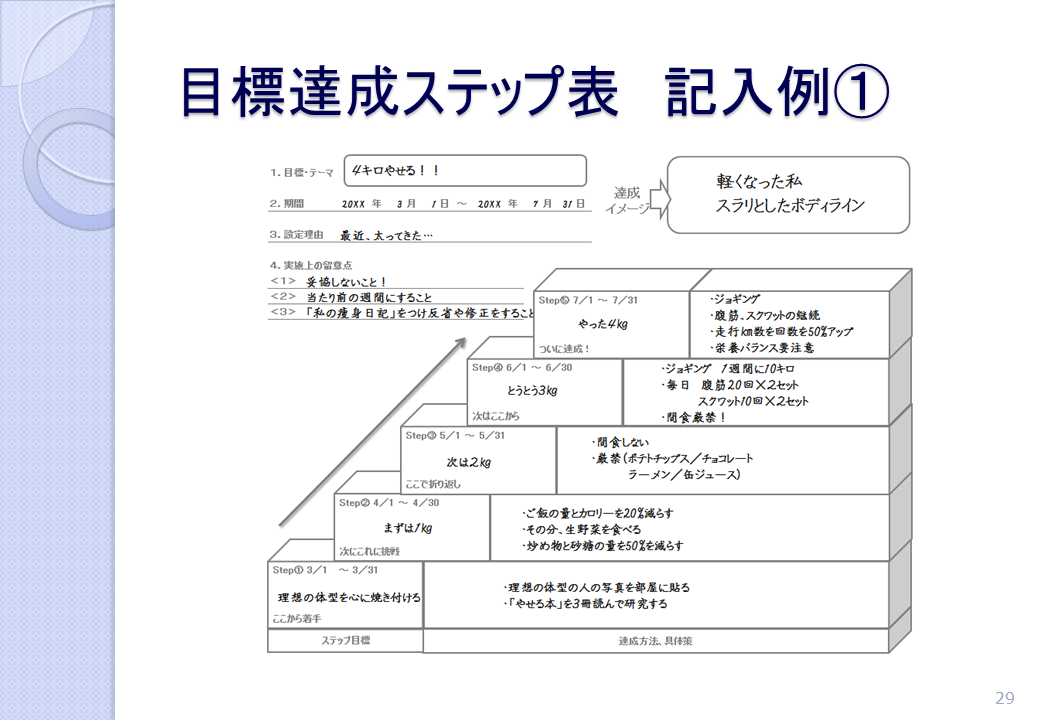 目標達成ステップ表　記入例①
1. 目標・テーマ　4キロやせる！！
2. 期間　20XX 年 3 月 1 日 ～ 20XX 年 7 月 31 日
3. 設定理由　最近、太ってきた…
達成
イメージ
軽くなった私
スラリとしたボディライン
4. 実施上の留意点
<1> 妥協しないこと！
<2> 当たり前の週間にすること
<3> 「私の痩身日記」をつけ反省や修正をすること
Step⑤ 7/1 ～ 7/31
やった4kg
ついに達成！
・ジョギング
・腹筋、スクワットの継続
・走行km数を回数を50%アップ
・栄養バランス要注意
Step④ 6/1 ～ 6/30
とうとう3kg
次はここから
・ジョギング　1週間に10キロ
・毎日　腹筋20回×2セット
スクワット10回×2セット
・間食厳禁！
Step③ 5/1 ～ 5/31
次は2kg
ここで折り返し
・間食しない
・厳禁（ポテトチップス／チョコレート
ラーメン／缶ジュース）
Step② 4/1 ～ 4/30
まずは1kg
次にこれに挑戦
・ご飯の量とカロリーを20%減らす
・その分、生野菜を食べる
・炒め物と砂糖の量を50%を減らす
Step① 3/1 ～ 3/31
理想の体型を心に焼き付ける
ここから着手
・理想の体型の人の写真を部屋に貼る
・「やせる本」を3冊読んで研究する
ステップ目標
達成方法、具体策
29